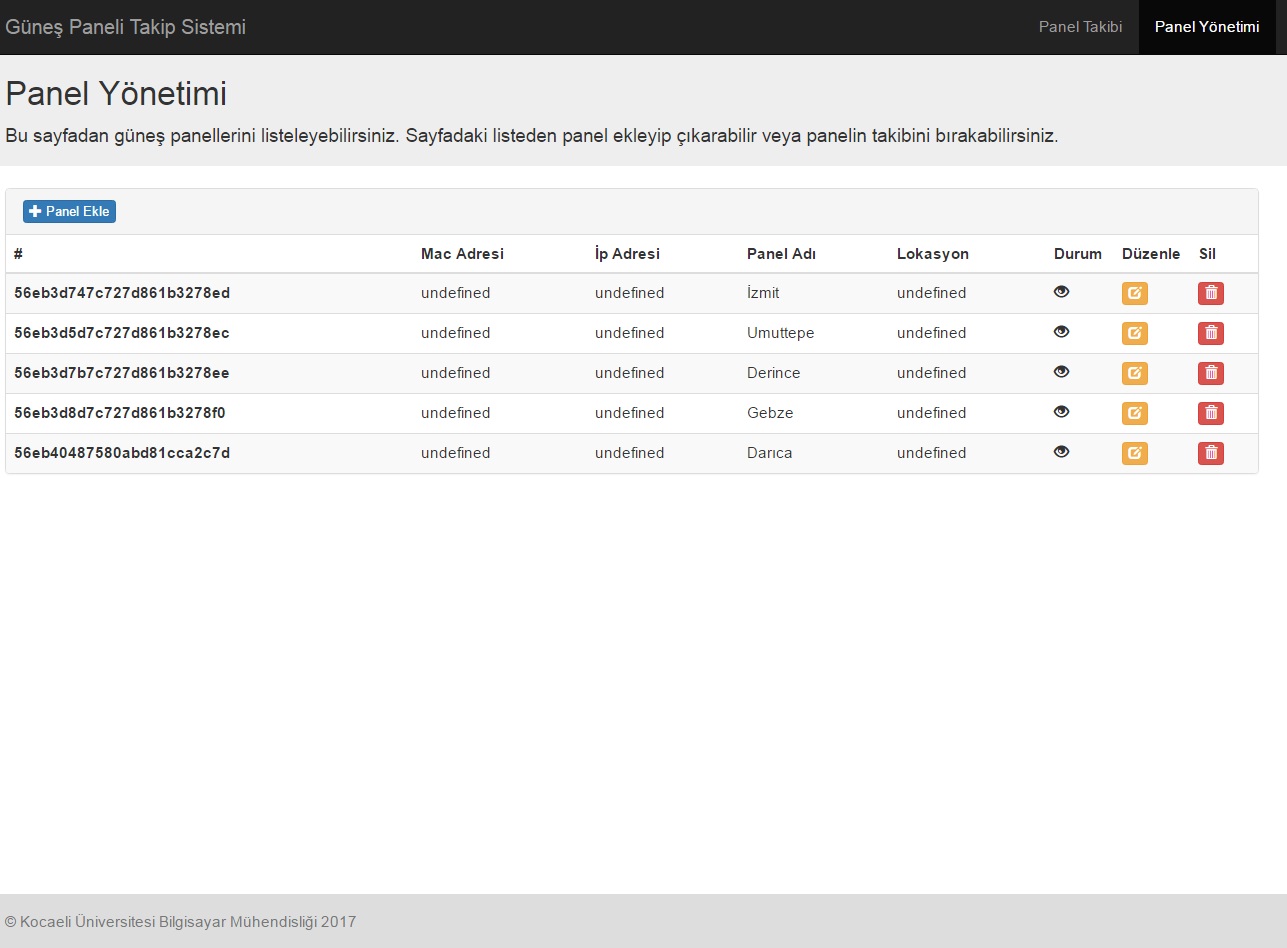 Güneş Paneli Takip Sistemi Panel Takibi Panel Yönetimi
Panel Yönetimi
Bu sayfadan güneş panellerini listeleyebilirsiniz. Sayfadaki listeden panel ekleyip çıkarabilir veya panelin takibini bırakabilirsiniz.
Panel Ekle
# Mac Adresi İp Adresi Panel Adı Lokasyon Durum Düzenle Sil
56eb3d747c727d861b3278ed undefined undefined İzmit undefined
56eb3d5d7c727d861b3278ec undefined undefined Umuttepe undefined
56eb3d7b7c727d861b3278ee undefined undefined Derince undefined
56eb3d8d7c727d861b3278f0 undefined undefined Gebze undefined
56eb40487580abd81cca2c7d undefined undefined Darıca undefined
© Kocaeli Üniversitesi Bilgisayar Mühendisliği 2017